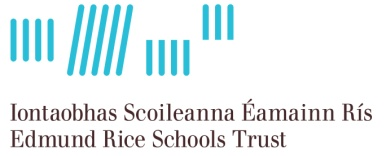 Iontaobhas Scoileanna Éamainn Rís
Edmund Rice Schools Trust